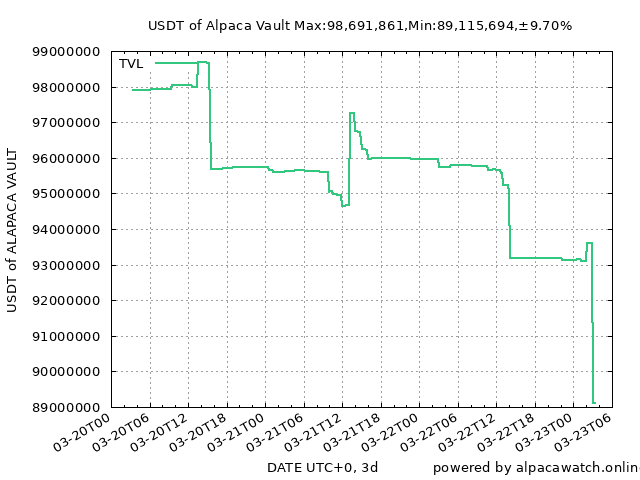 USDT of Alpaca Vault Max:98,691,861,Min:89,115,694,±9.70%
TVL
99000000
98000000
97000000
96000000
95000000
94000000
93000000
92000000
91000000
90000000
89000000
USDT of ALAPACA VAULT
03-20T00
03-20T06
03-20T12
03-20T18
03-21T00
03-21T06
03-21T12
03-21T18
03-22T00
03-22T06
03-22T12
03-22T18
03-23T00
03-23T06
DATE UTC+0, 3d
powered by alpacawatch.onlin